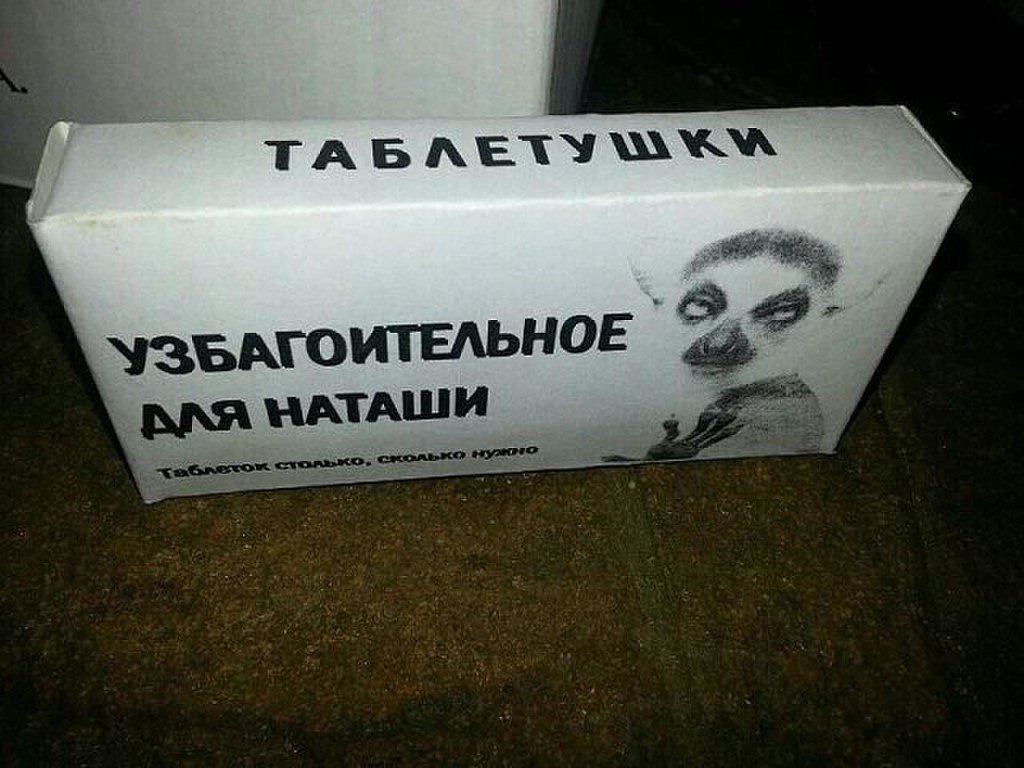 ТАБЛЕТУШКИ
УЗБАГОИТЕЛЬНОЕ
ДЛЯ НАТАШИ
Таблеток столько, сколько нужно